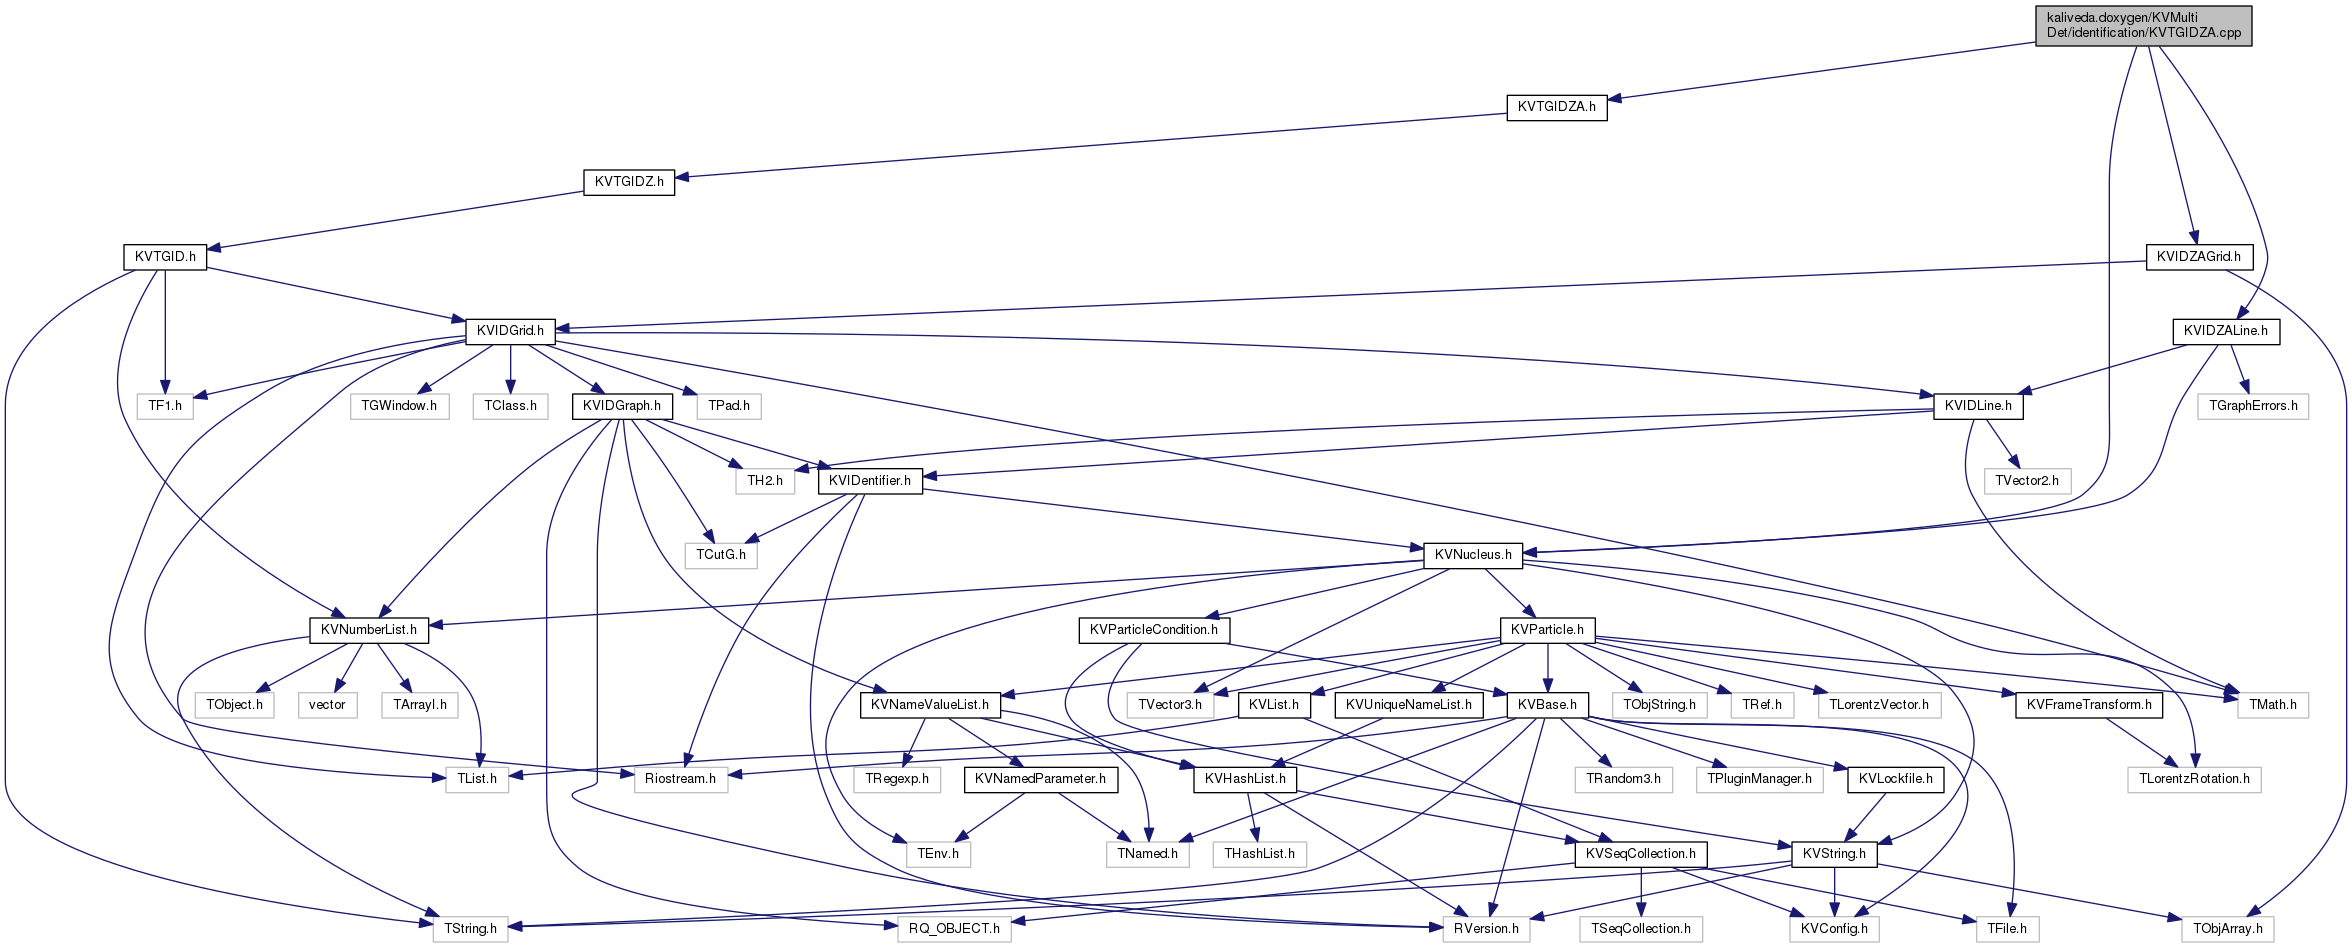 kaliveda.doxygen/KVMulti
Det/identification/KVTGIDZA.cpp
KVTGIDZA.h
KVTGIDZ.h
KVTGID.h
KVIDZAGrid.h
KVIDGrid.h
KVIDZALine.h
TF1.h
TGWindow.h
TClass.h
KVIDGraph.h
TPad.h
KVIDLine.h
TGraphErrors.h
TH2.h
KVIDentifier.h
TVector2.h
TCutG.h
KVNucleus.h
KVNumberList.h
KVParticleCondition.h
KVParticle.h
TObject.h
vector
TArrayI.h
KVNameValueList.h
TVector3.h
KVList.h
KVUniqueNameList.h
KVBase.h
TObjString.h
TRef.h
TLorentzVector.h
KVFrameTransform.h
TMath.h
TList.h
Riostream.h
TRegexp.h
KVNamedParameter.h
KVHashList.h
TRandom3.h
TPluginManager.h
KVLockfile.h
TLorentzRotation.h
TEnv.h
TNamed.h
THashList.h
KVSeqCollection.h
KVString.h
TString.h
RQ_OBJECT.h
RVersion.h
TSeqCollection.h
KVConfig.h
TFile.h
TObjArray.h